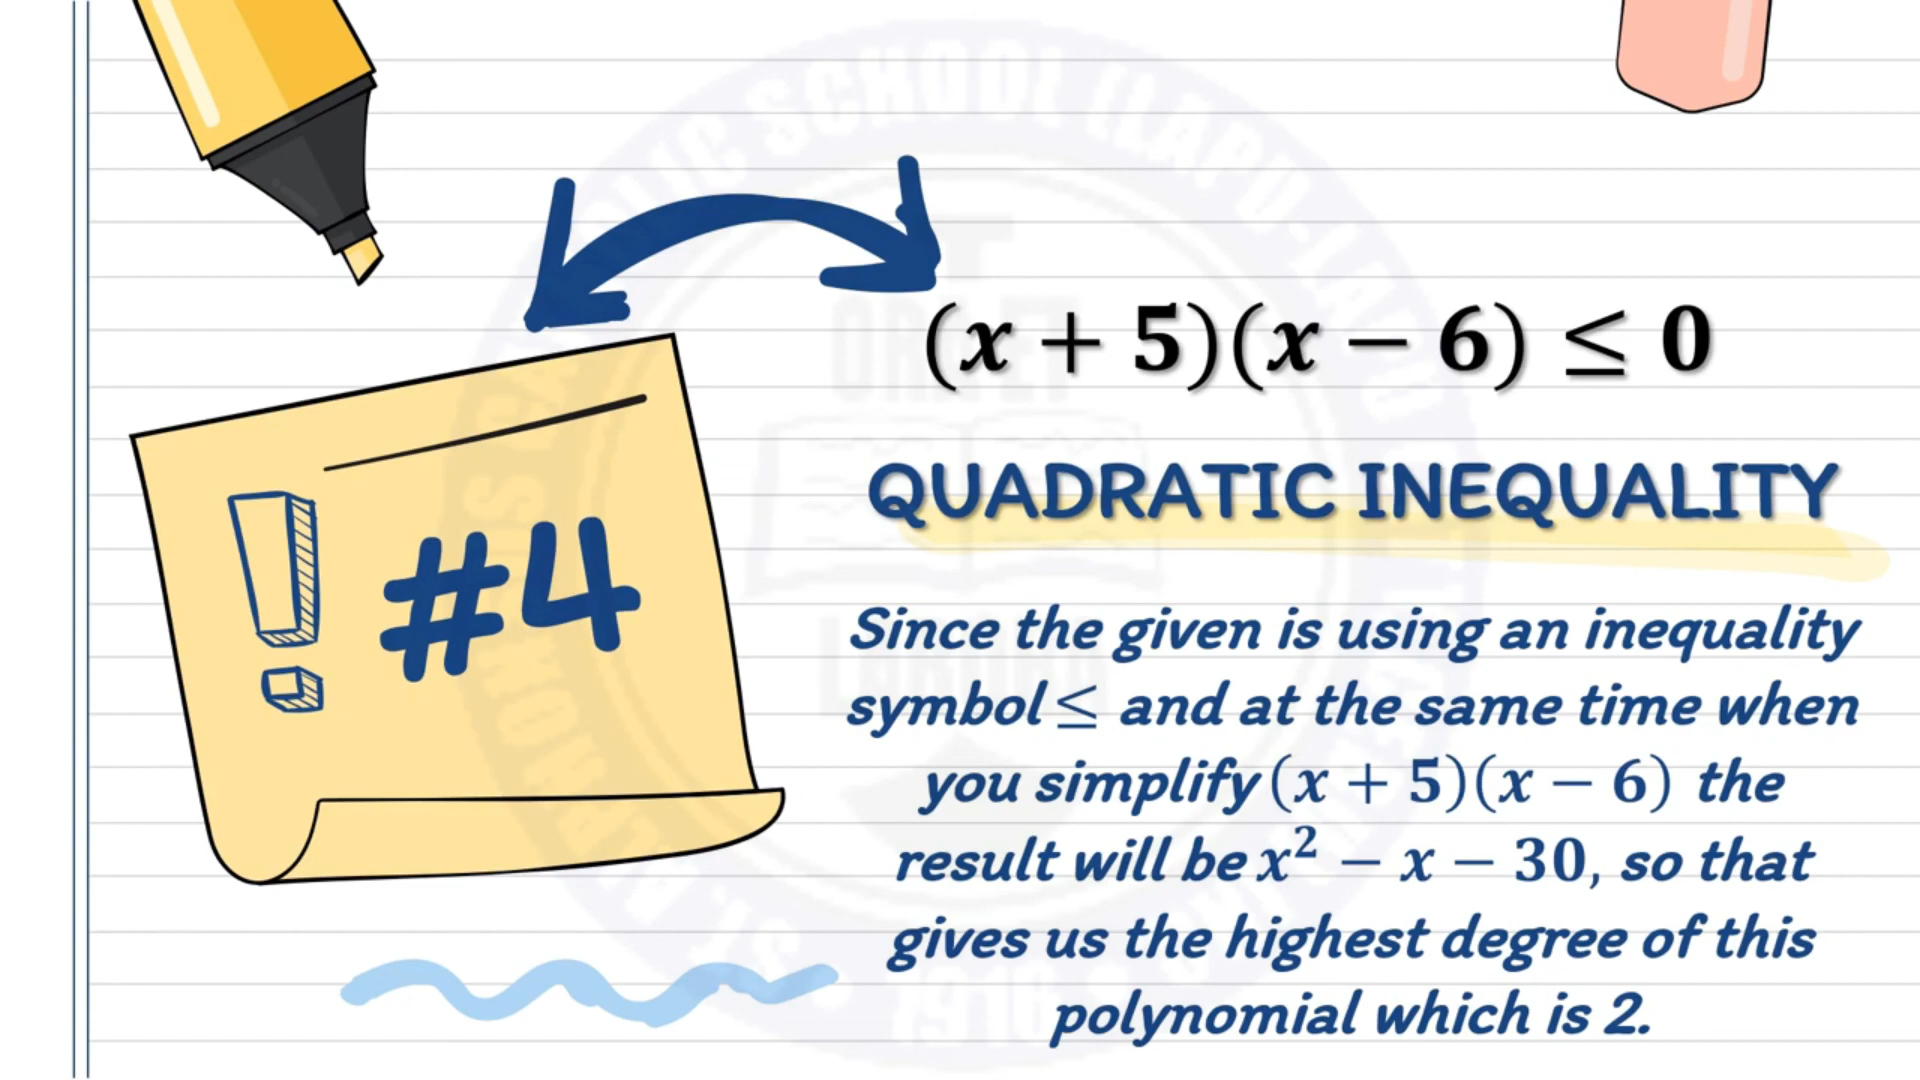 (x + 5)(x − 6) ≤ 0
QUADRATIC INEQUALITY
#4
Since the given is using an inequality
symbol ≤ and at the same time when
you simplify (x + 5)(x − 6) the
result will be x² − x − 30, so that
gives us the highest degree of this
polynomial which is 2.